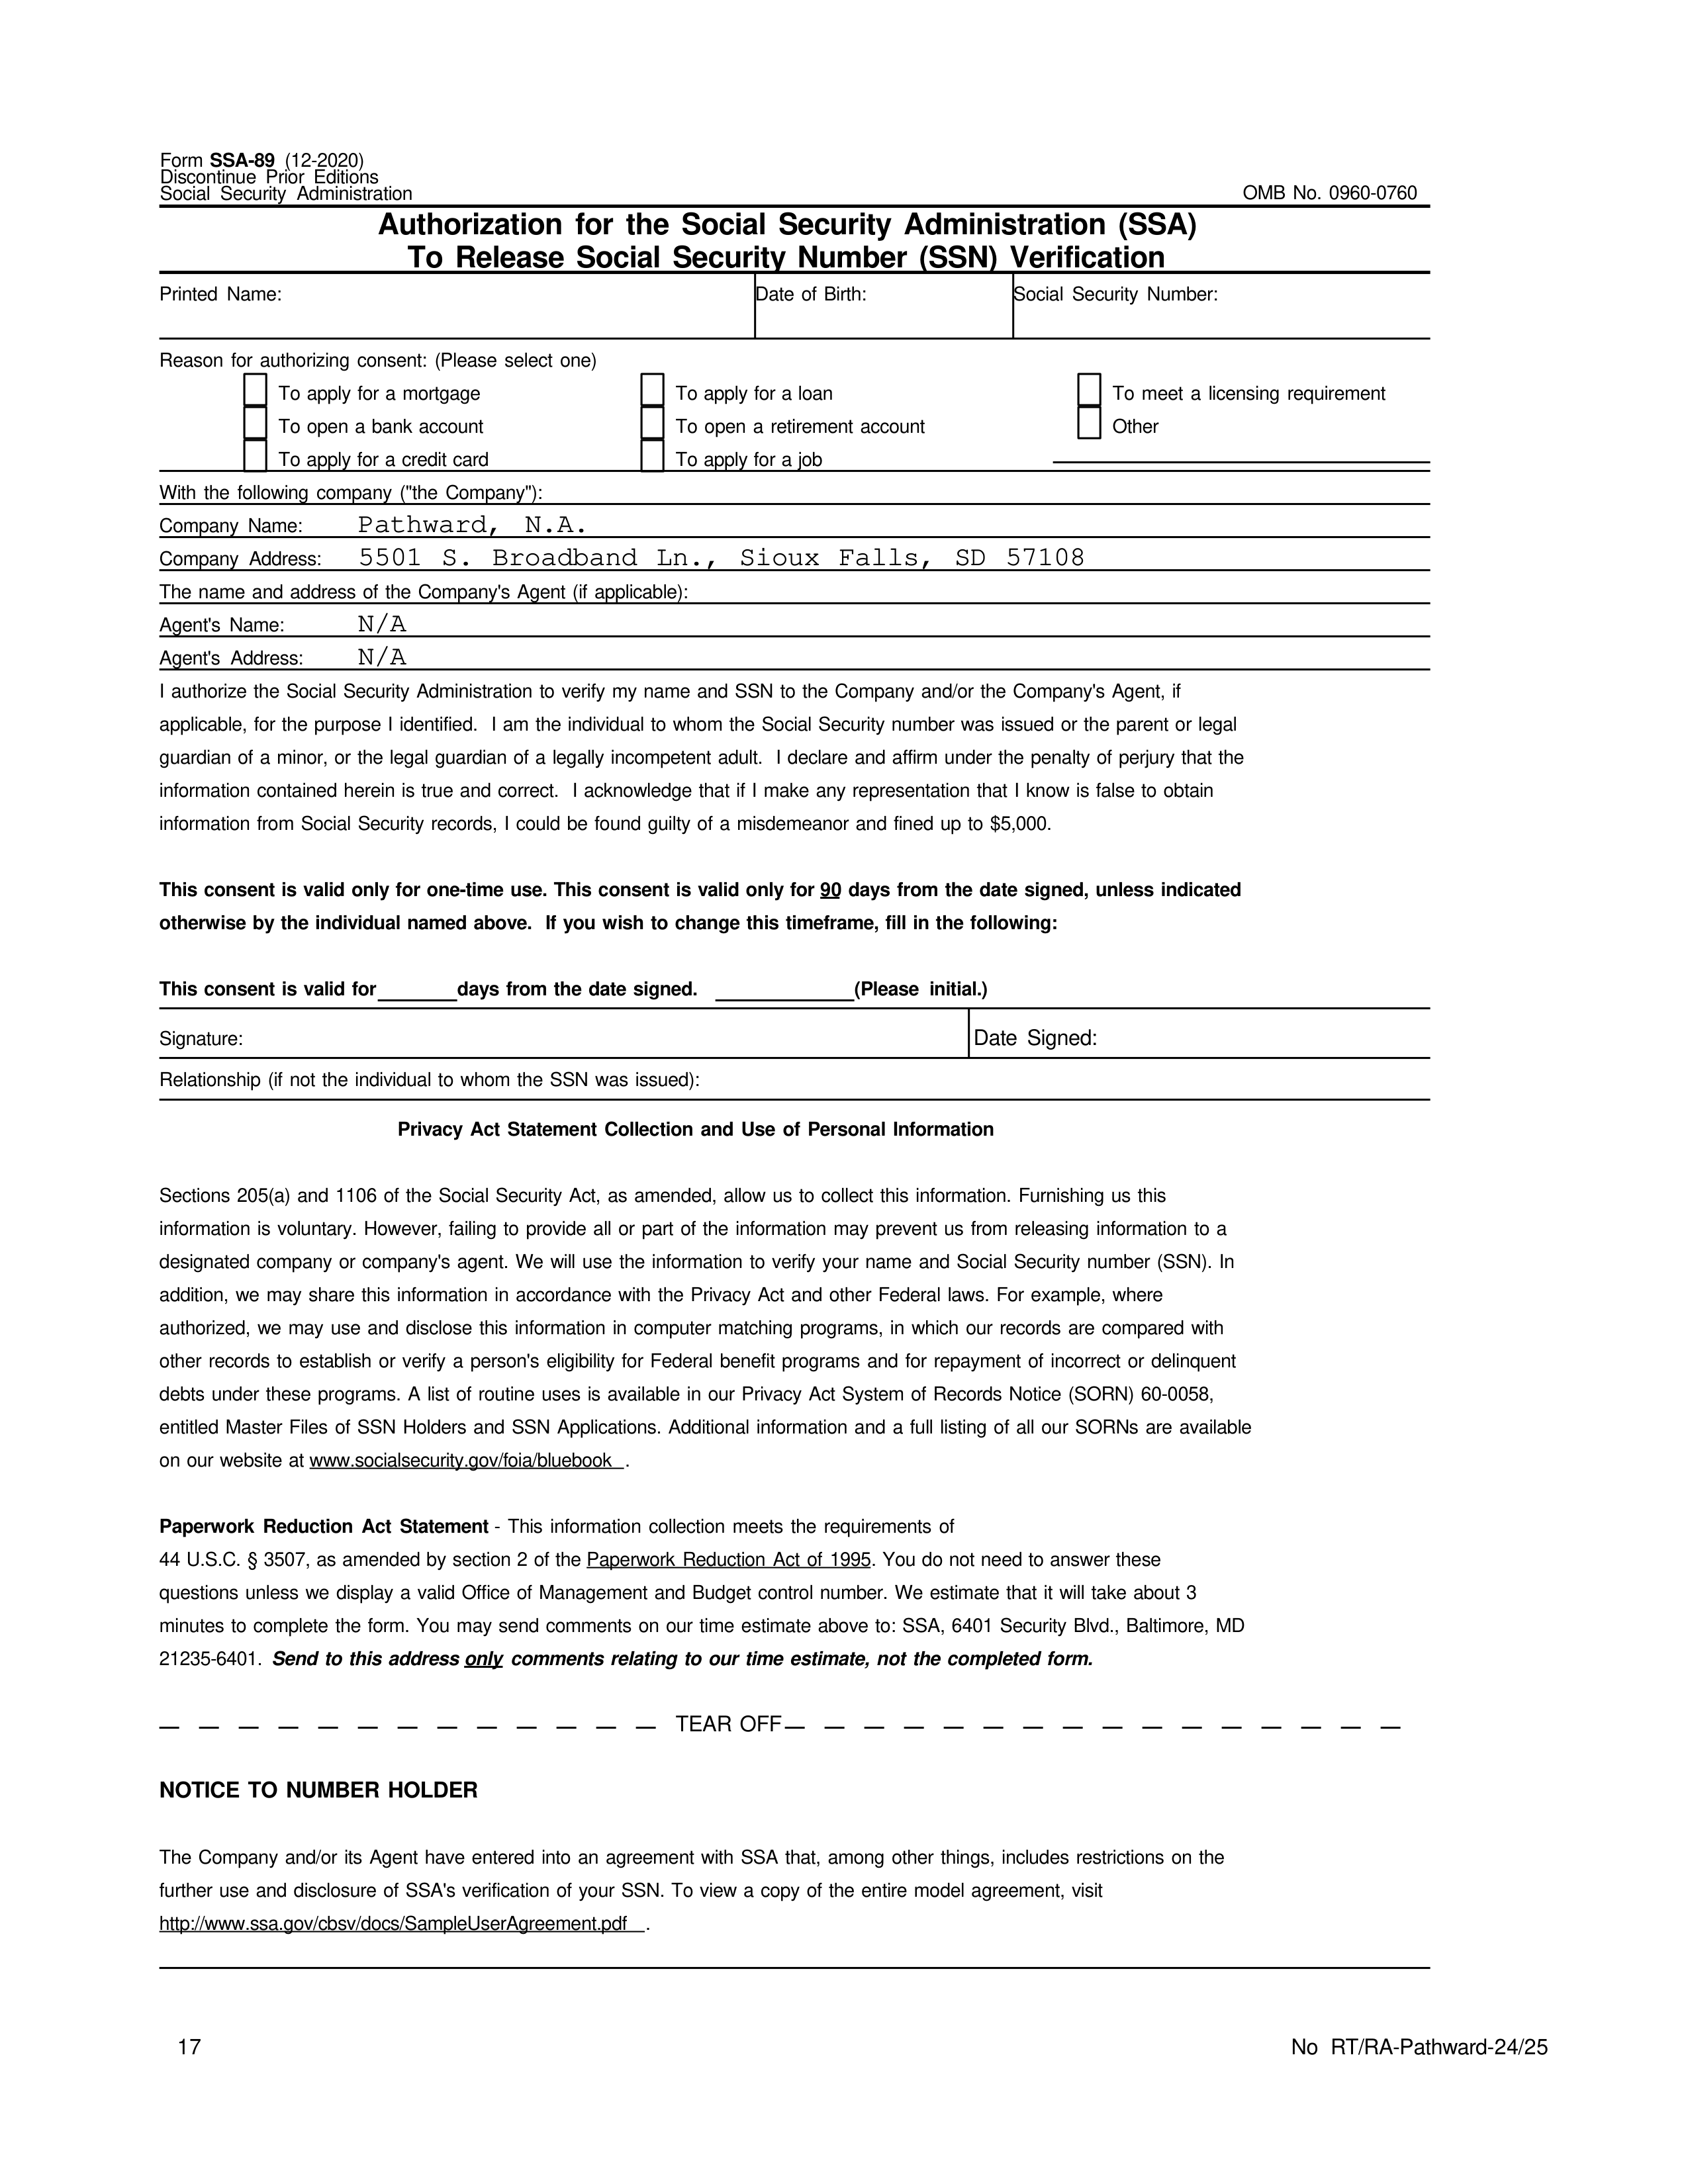 Form SSA-89 (12-2020)
Discontinue Prior Editions
Social Security Administration
OMB No. 0960-0760
Authorization for the Social Security Administration (SSA)
To Release Social Security Number (SSN) Verification
Printed Name: Date of Birth: Social Security Number:
Reason for authorizing consent: (Please select one)
To apply for a mortgage To apply for a loan To meet a licensing requirement
To open a bank account To open a retirement account Other
To apply for a credit card To apply for a job
With the following company ("the Company"):
Company Name: Pathward, N.A.
Company Address: 5501 S. Broadband Ln., Sioux Falls, SD 57108
The name and address of the Company's Agent (if applicable):
Agent's Name: N/A
Agent's Address: N/A
I authorize the Social Security Administration to verify my name and SSN to the Company and/or the Company's Agent, if
applicable, for the purpose I identified. I am the individual to whom the Social Security number was issued or the parent or legal
guardian of a minor, or the legal guardian of a legally incompetent adult. I declare and affirm under the penalty of perjury that the
information contained herein is true and correct. I acknowledge that if I make any representation that I know is false to obtain
information from Social Security records, I could be found guilty of a misdemeanor and fined up to $5,000.
This consent is valid only for one-time use. This consent is valid only for 90 days from the date signed, unless indicated
otherwise by the individual named above. If you wish to change this timeframe, fill in the following:
This consent is valid for ______ days from the date signed. __________ (Please initial.)
Signature: Date Signed:
Relationship (if not the individual to whom the SSN was issued):
Privacy Act Statement Collection and Use of Personal Information
Sections 205(a) and 1106 of the Social Security Act, as amended, allow us to collect this information. Furnishing us this
information is voluntary. However, failing to provide all or part of the information may prevent us from releasing information to a
designated company or company's agent. We will use the information to verify your name and Social Security number (SSN). In
addition, we may share this information in accordance with the Privacy Act and other Federal laws. For example, where
authorized, we may use and disclose this information in computer matching programs, in which our records are compared with
other records to establish or verify a person's eligibility for Federal benefit programs and for repayment of incorrect or delinquent
debts under these programs. A list of routine uses is available in our Privacy Act System of Records Notice (SORN) 60-0058,
entitled Master Files of SSN Holders and SSN Applications. Additional information and a full listing of all our SORNs are available
on our website at www.socialsecurity.gov/foia/bluebook .
Paperwork Reduction Act Statement - This information collection meets the requirements of
44 U.S.C. § 3507, as amended by section 2 of the Paperwork Reduction Act of 1995. You do not need to answer these
questions unless we display a valid Office of Management and Budget control number. We estimate that it will take about 3
minutes to complete the form. You may send comments on our time estimate above to: SSA, 6401 Security Blvd., Baltimore, MD
21235-6401. Send to this address only comments relating to our time estimate, not the completed form.
TEAR OFF
NOTICE TO NUMBER HOLDER
The Company and/or its Agent have entered into an agreement with SSA that, among other things, includes restrictions on the
further use and disclosure of SSA's verification of your SSN. To view a copy of the entire model agreement, visit
http://www.ssa.gov/cbsv/docs/SampleUserAgreement.pdf .
17 No RT/RA-Pathward-24/25